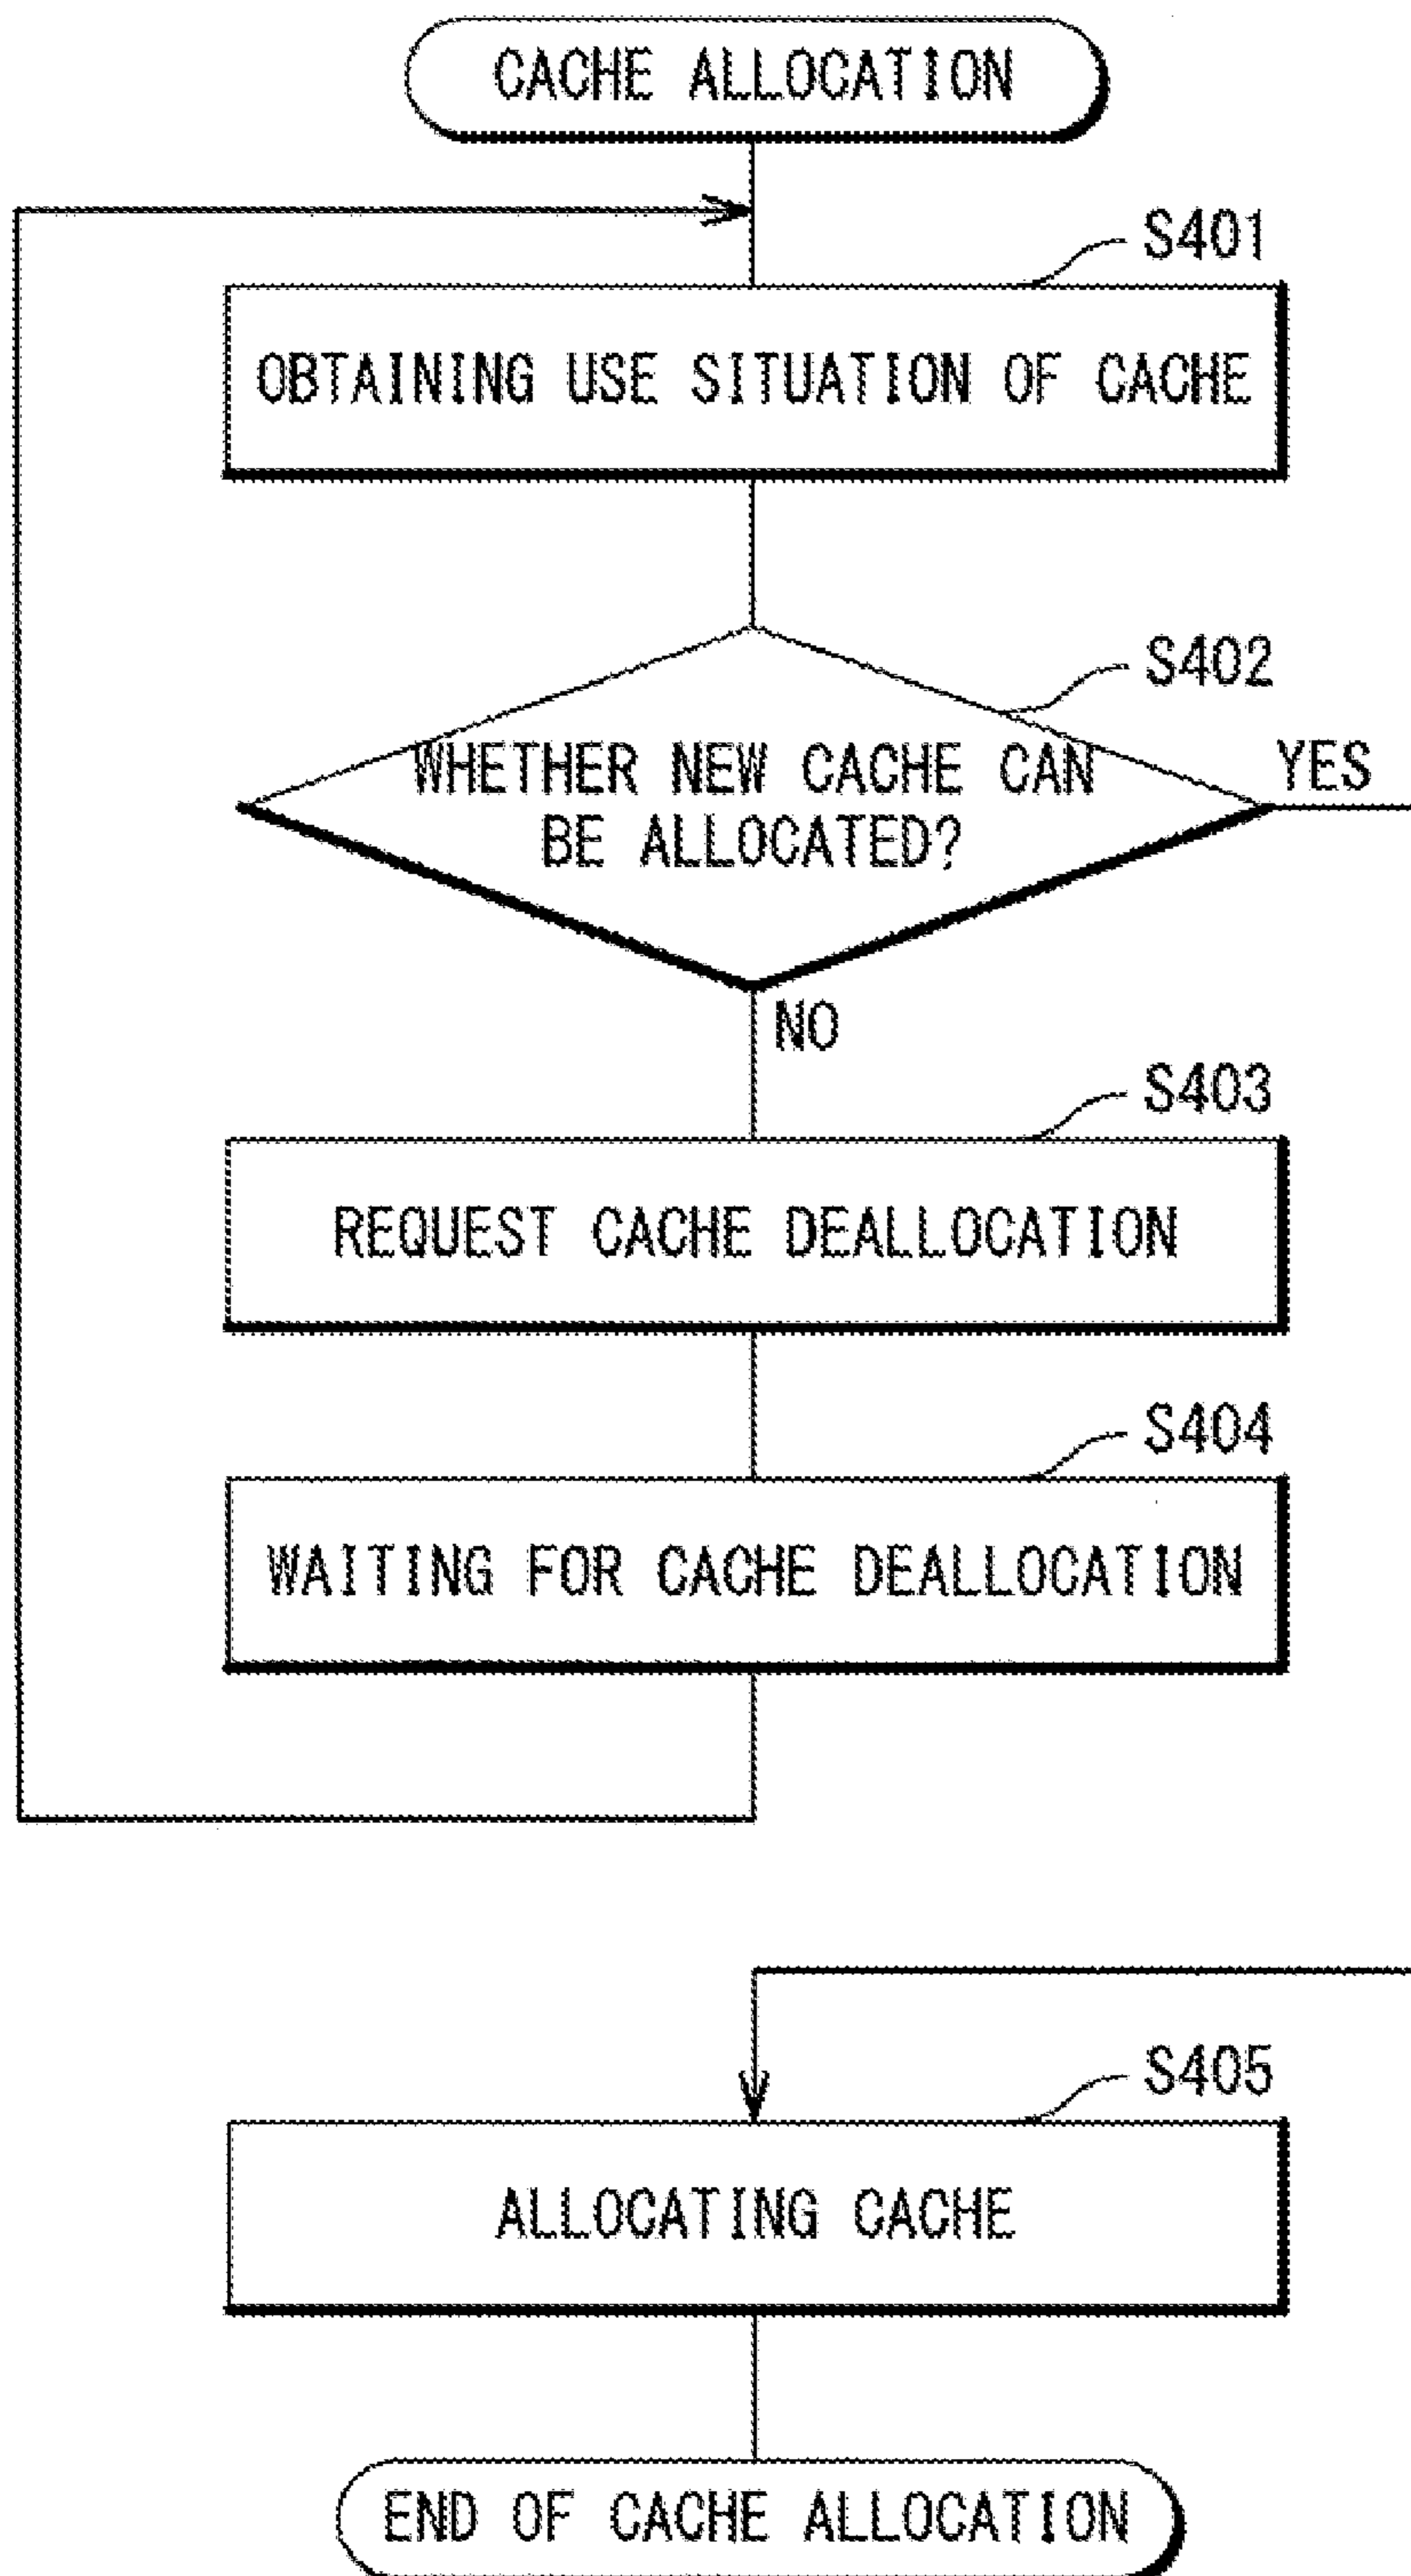 CACHE ALLOCATION
S401
OBTAINING USE SITUATION OF CACHE
S402
WHETHER NEW CACHE CAN
BE ALLOCATED?
YES
NO
S403
REQUEST CACHE DEALLOCATION
S404
WAITING FOR CACHE DEALLOCATION
S405
ALLOCATING CACHE
END OF CACHE ALLOCATION